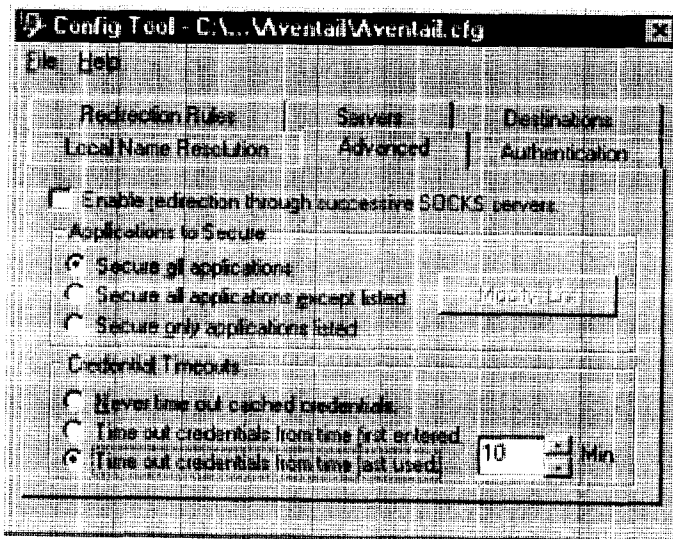 Config Tool - C:\...\Aventail\Aventail.cfg
File Help
Redirection Rules Servers Destinations
Local Name Resolution Advanced Authentication
Enable redirection through successive SOCKS servers.
Applications to Secure
Secure all applications
Secure all applications except listed
Secure only applications listed
Credential Timeouts
Never time out cached credentials.
Time out credentials from time first entered.
Time out credentials from time last used.
10 Min